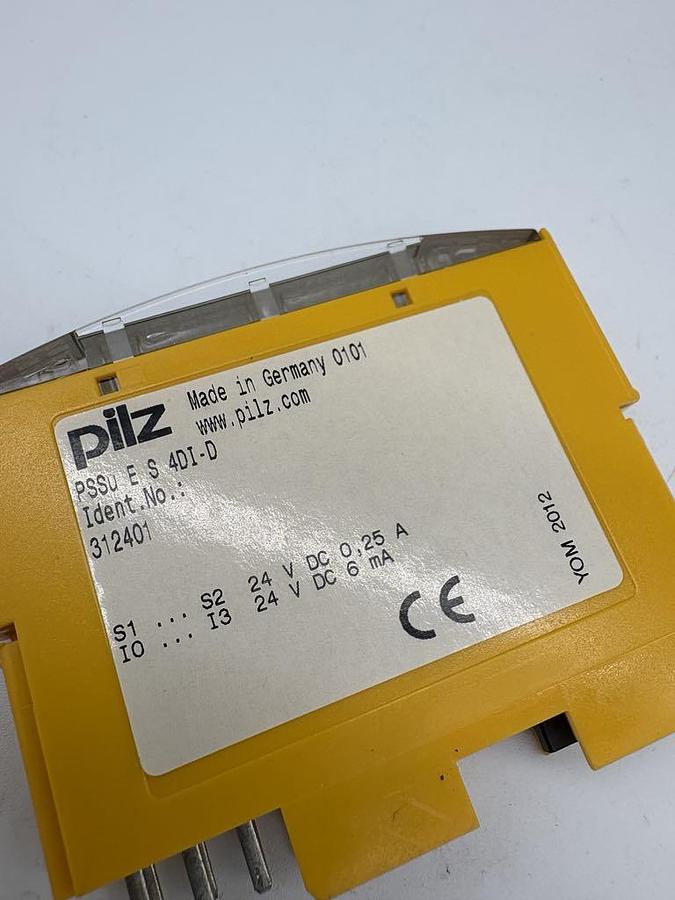 pilz
Made in Germany 0101
www.pilz.com
PSSu E S 4DI-D
Ident.No.:
312401
S1 ... S2 24 V DC 0,25 A
I0 ... I3 24 V DC 6 mA
CE
YOM 2012